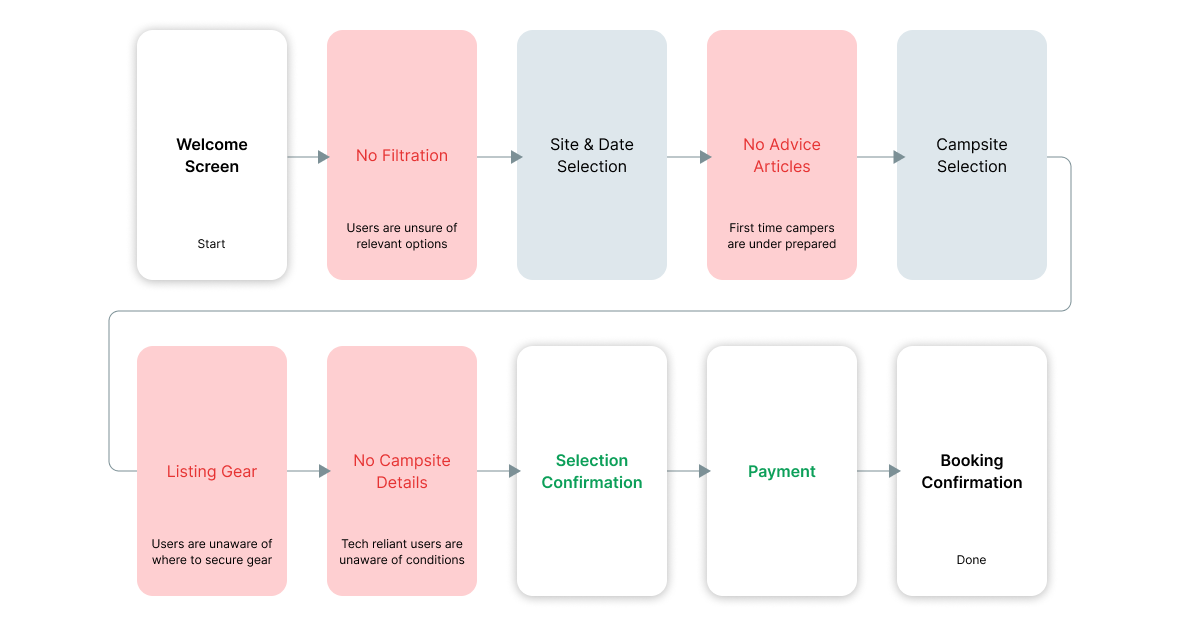 Welcome
Screen
Start
No Filtration
Users are unsure of
relevant options
Site & Date
Selection
No Advice
Articles
First time campers
are under prepared
Campsite
Selection
Listing Gear
Users are unaware of
where to secure gear
No Campsite
Details
Tech reliant users are
unaware of conditions
Selection
Confirmation
Payment
Booking
Confirmation
Done